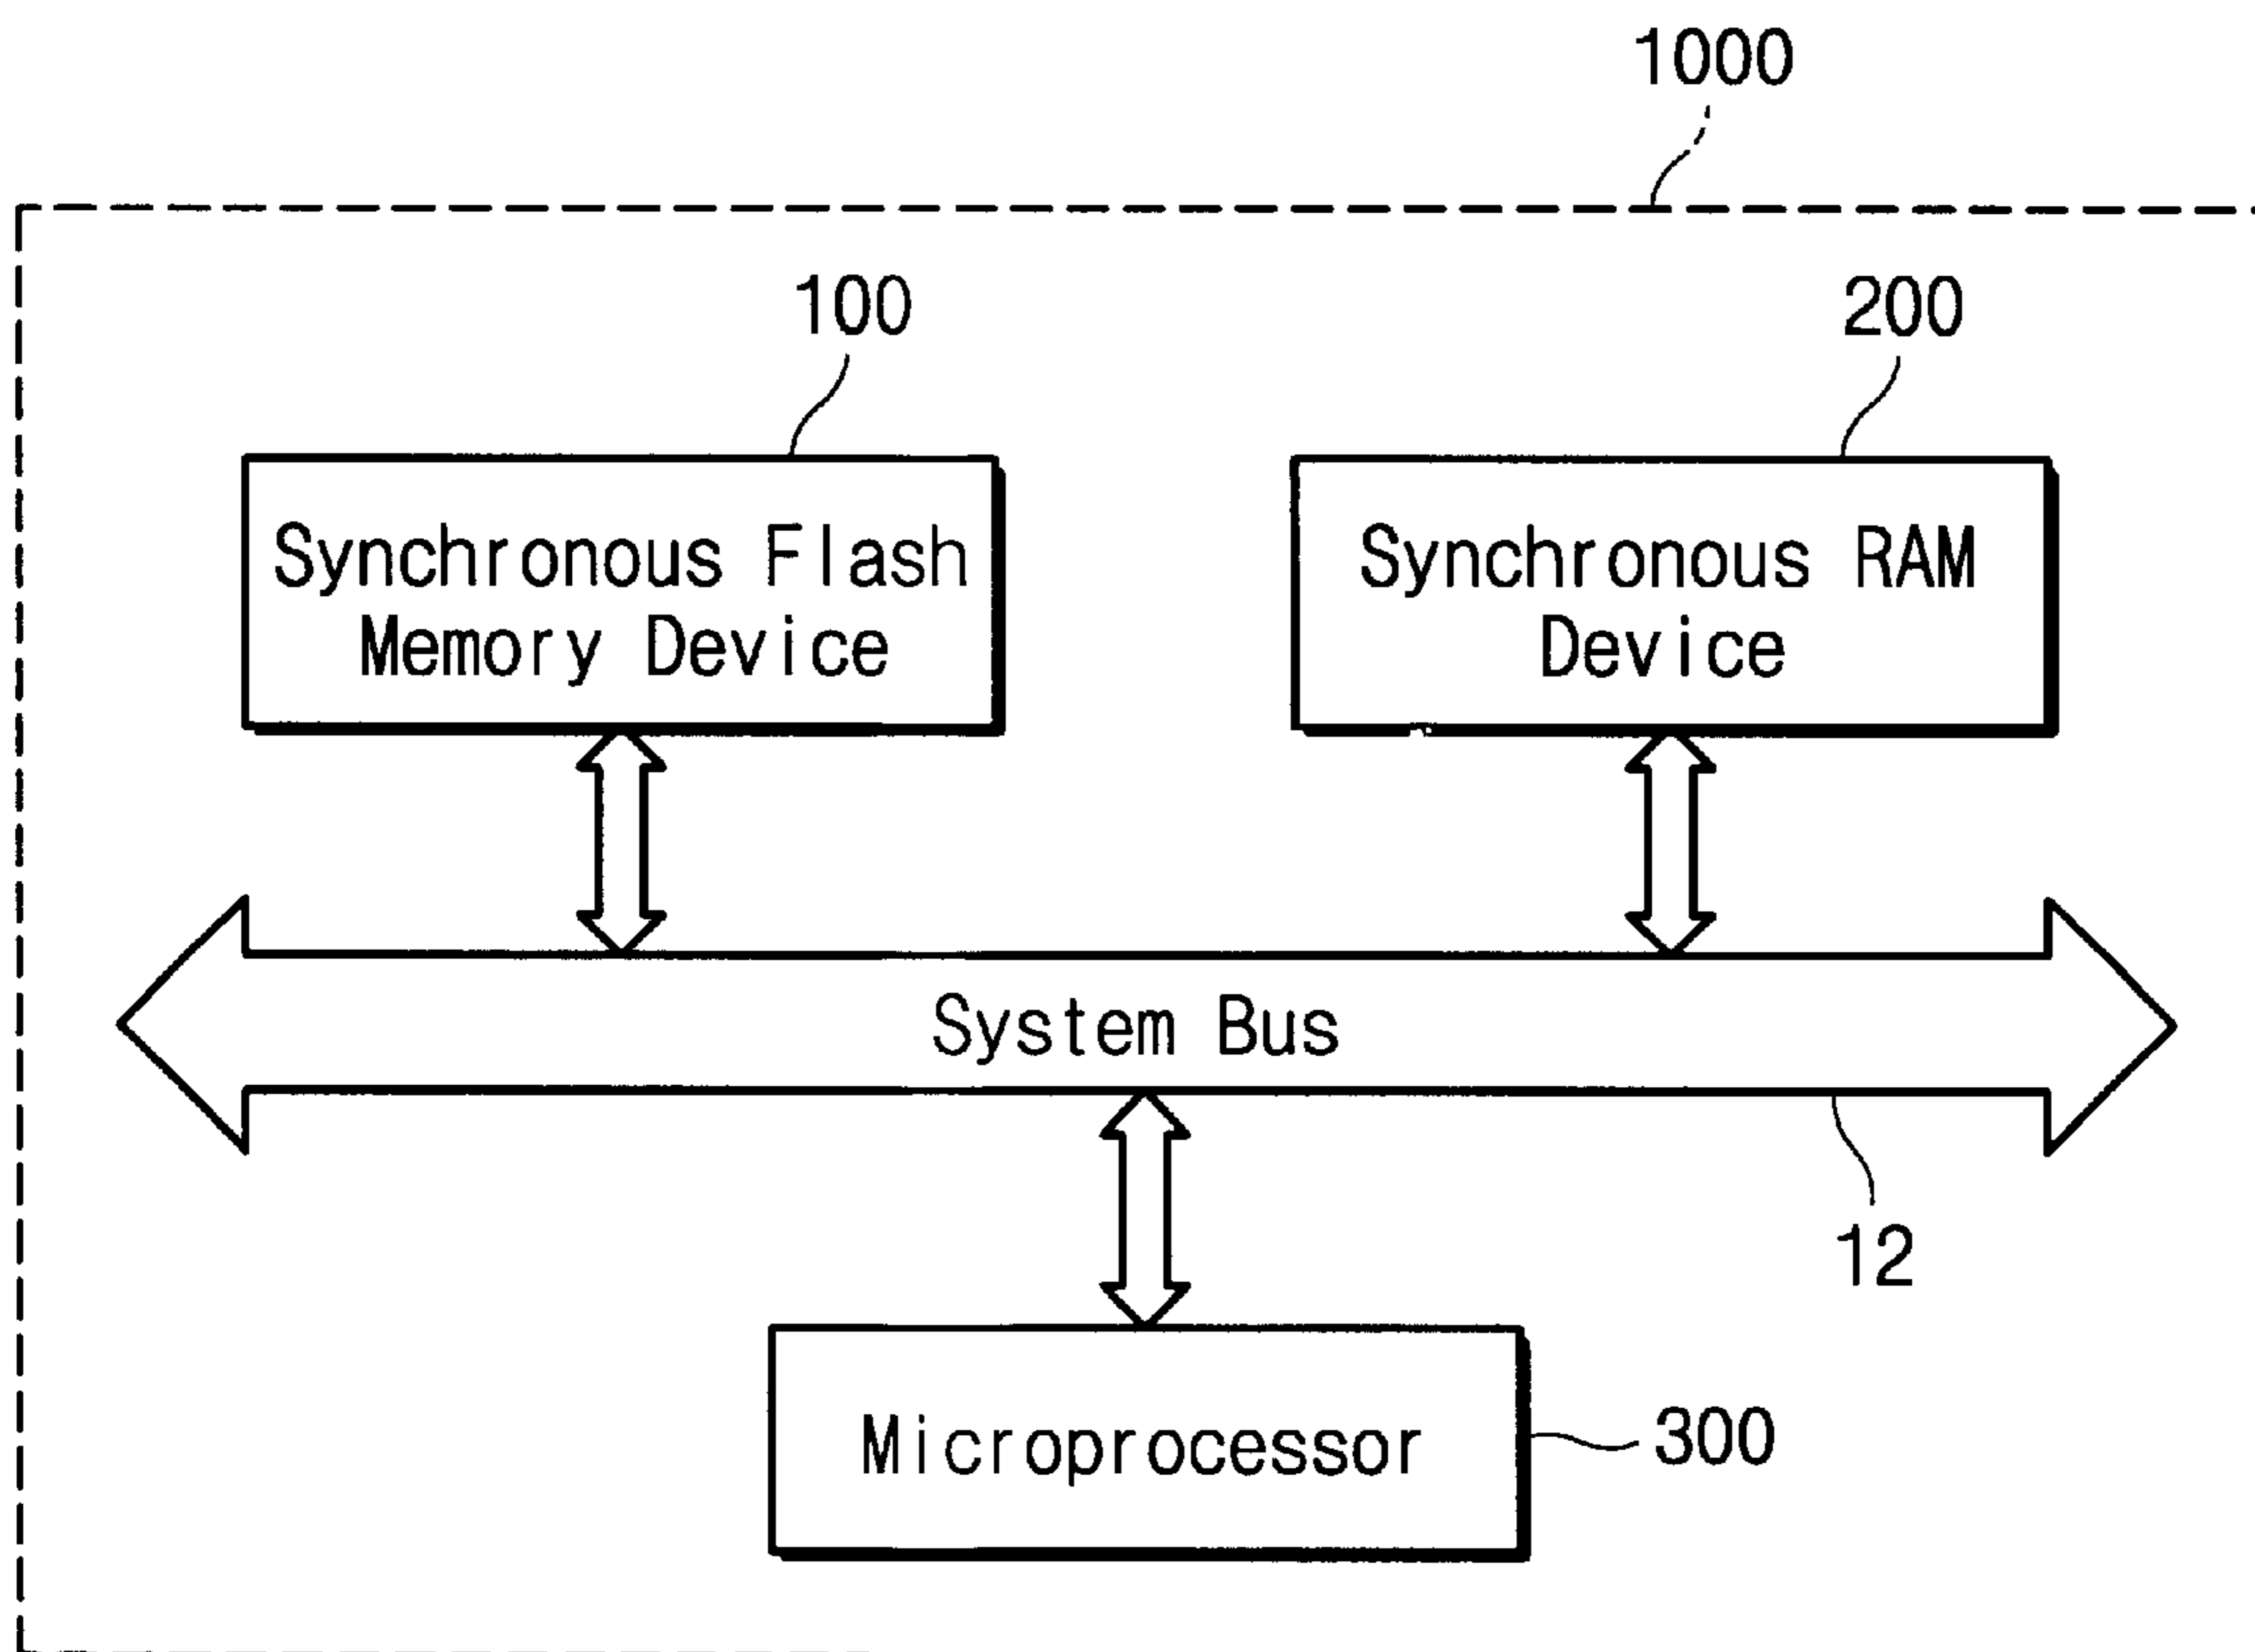 1000
100
200
Synchronous Flash
Memory Device
Synchronous RAM
Device
System Bus
12
Microprocessor
300